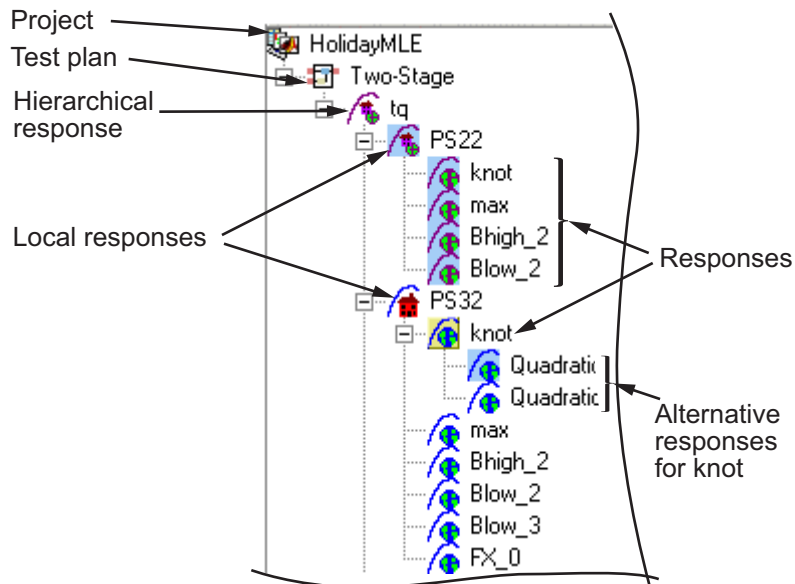 Project
HolidayMLE
Test plan
Two-Stage
Hierarchical
response
tq
PS22
knot
max
Local responses
Bhigh_2
Responses
Blow_2
PS32
knot
Quadratic
Quadratic
Alternative
responses
for knot
max
Bhigh_2
Blow_2
Blow_3
FX_0